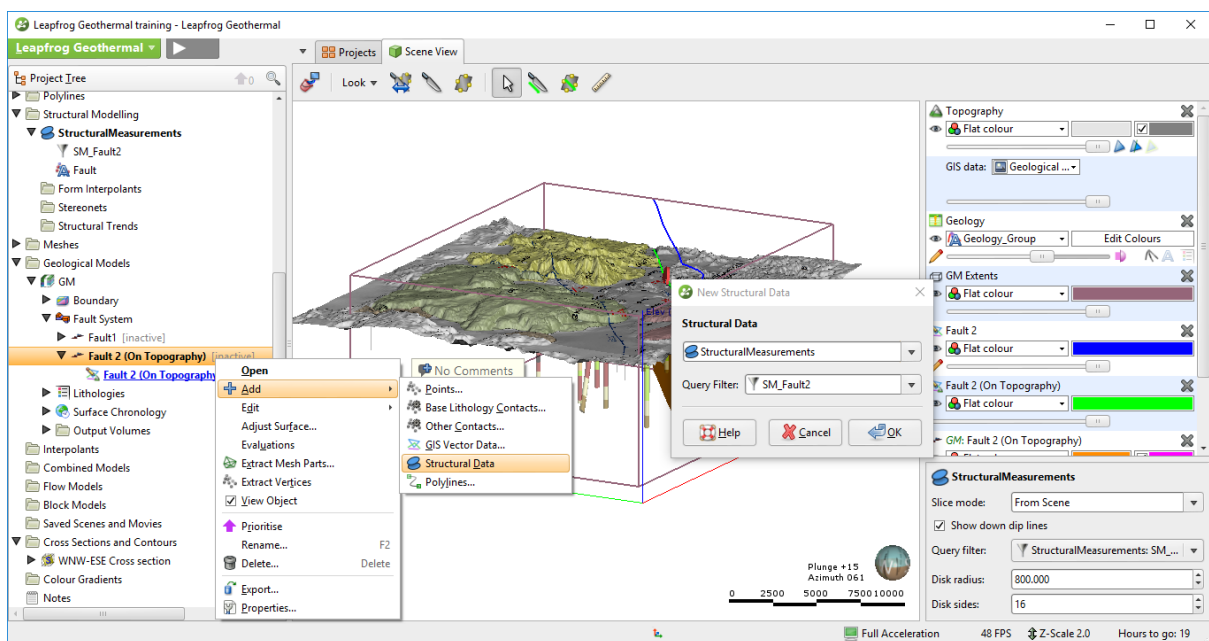 Leapfrog Geothermal training - Leapfrog Geothermal
Leapfrog Geothermal
Projects
Scene View
Project Tree
0
Look
Polylines
Structural Modelling
StructuralMeasurements
SM_Fault2
Fault
Form Interpolants
Stereonets
Structural Trends
Meshes
Geological Models
GM
Boundary
Fault System
Fault1 [inactive]
Fault 2 (On Topography) [inactive]
Fault 2 (On Topography
Lithologies
Surface Chronology
Output Volumes
Interpolants
Combined Models
Flow Models
Block Models
Saved Scenes and Movies
Cross Sections and Contours
WNW-ESE Cross section
Colour Gradients
Notes
Open
Add
Edit
Adjust Surface...
Evaluations
Extract Mesh Parts...
Extract Vertices
View Object
Prioritise
Rename... F2
Delete... Delete
Export...
Properties...
No Comments
Points...
Base Lithology Contacts...
Other Contacts...
GIS Vector Data...
Structural Data
Polylines...
New Structural Data
Structural Data
StructuralMeasurements
Query Filter: SM_Fault2
Help
Cancel
OK
Plunge +15
Azimuth 061
0 2500 5000 7500 10000
Topography
Flat colour
GIS data: Geological ...
Geology
Geology_Group
Edit Colours
GM Extents
Flat colour
Fault 2
Flat colour
Fault 2 (On Topography)
Flat colour
GM: Fault 2 (On Topography)
StructuralMeasurements
Slice mode: From Scene
Show down dip lines
Query filter: StructuralMeasurements: SM_...
Disk radius: 800.000
Disk sides: 16
Full Acceleration
48 FPS
Z-Scale 2.0
Hours to go: 19